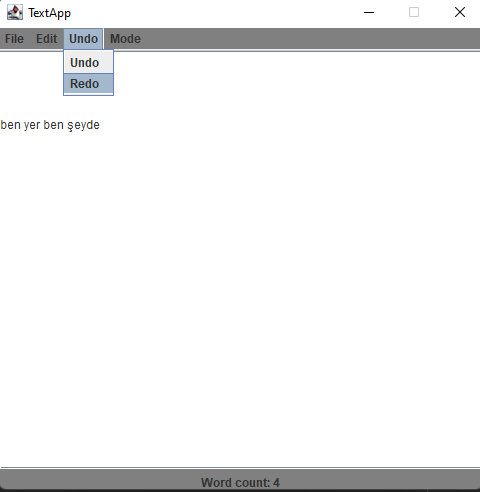 TextApp
File Edit Undo Mode
Undo
Redo
ben yer ben şeyde
Word count: 4